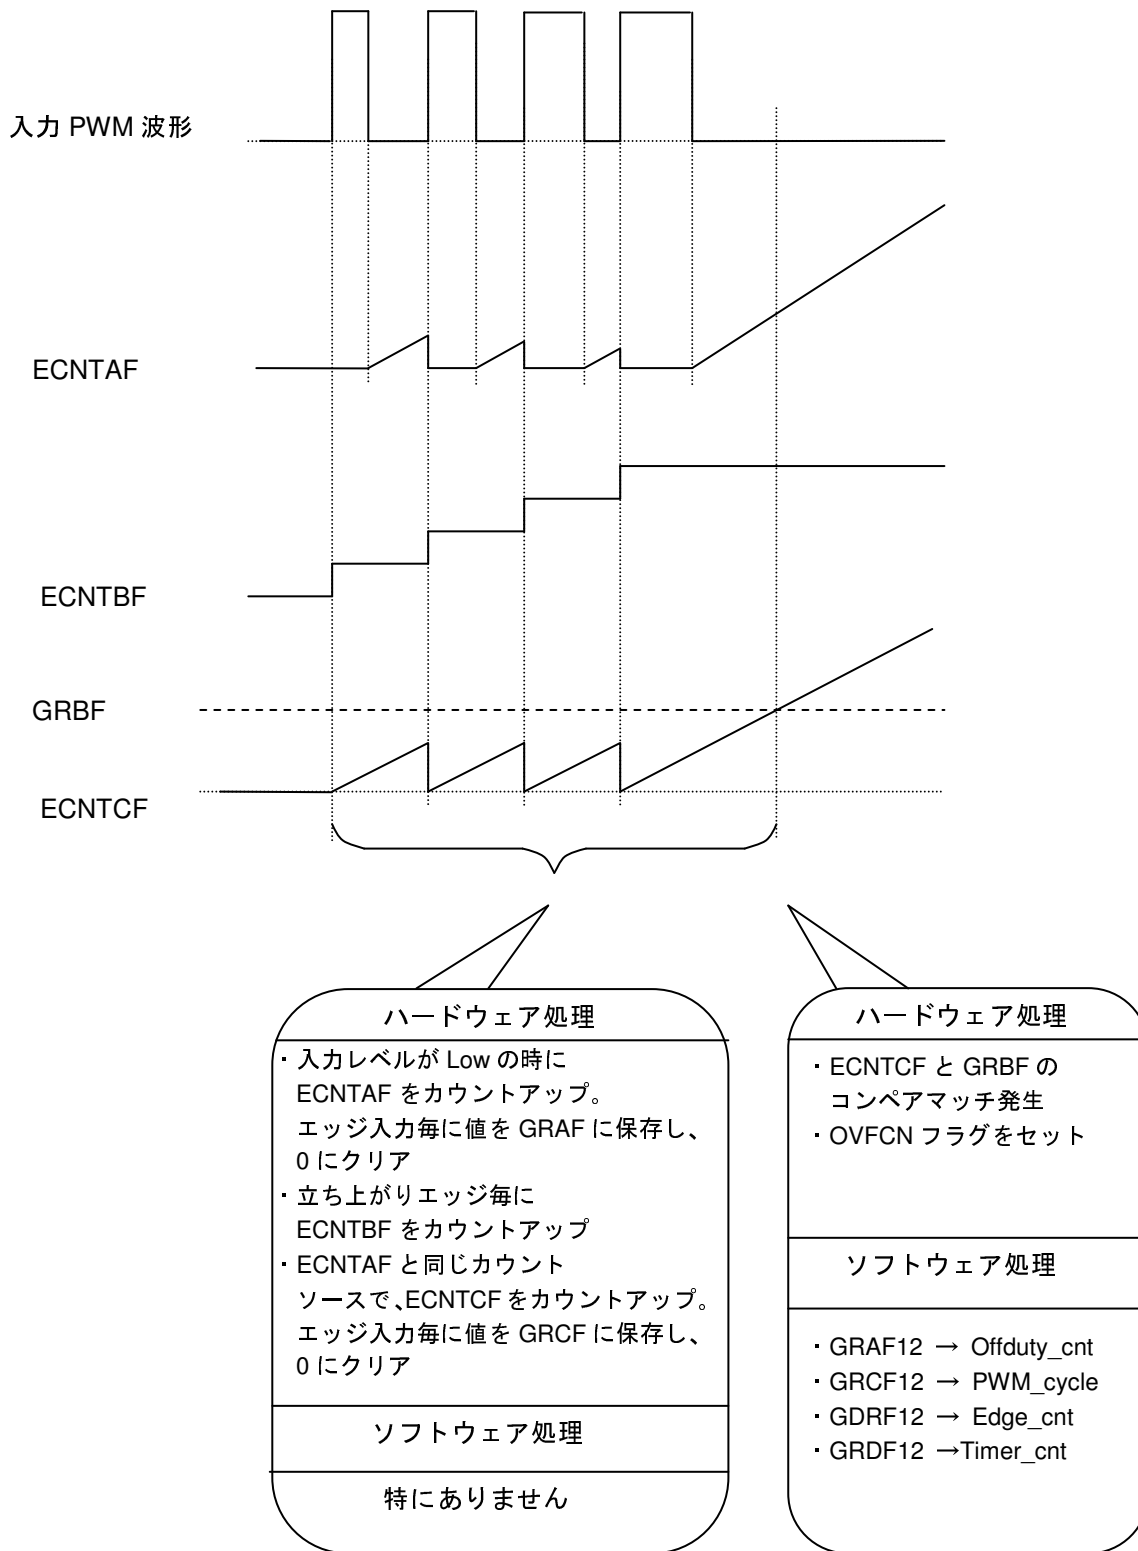 入力 PWM 波形
ECNTAF
ECNTBF
GRBF
ECNTCF
ハードウェア処理
・入力レベルが Low の時に
ECNTAF をカウントアップ。
エッジ入力毎に値を GRAF に保存し、
0 にクリア
・立ち上がりエッジ毎に
ECNTBF をカウントアップ
・ECNTAF と同じカウント
ソースで、ECNTCF をカウントアップ。
エッジ入力毎に値を GRCF に保存し、
0 にクリア
ソフトウェア処理
特にありません
ハードウェア処理
・ECNTCF と GRBF の
コンペアマッチ発生
・OVFCN フラグをセット
ソフトウェア処理
・GRAF12 → Offduty_cnt
・GRCF12 → PWM_cycle
・GDRF12 → Edge_cnt
・GRDF12 →Timer_cnt